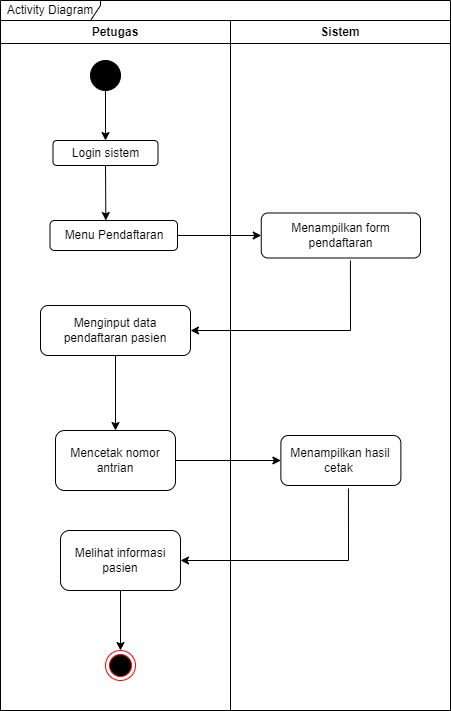 Activity Diagram
Petugas
Sistem
Login sistem
Menu Pendaftaran
Menampilkan form
pendaftaran
Menginput data
pendaftaran pasien
Mencetak nomor
antrian
Menampilkan hasil
cetak
Melihat informasi
pasien